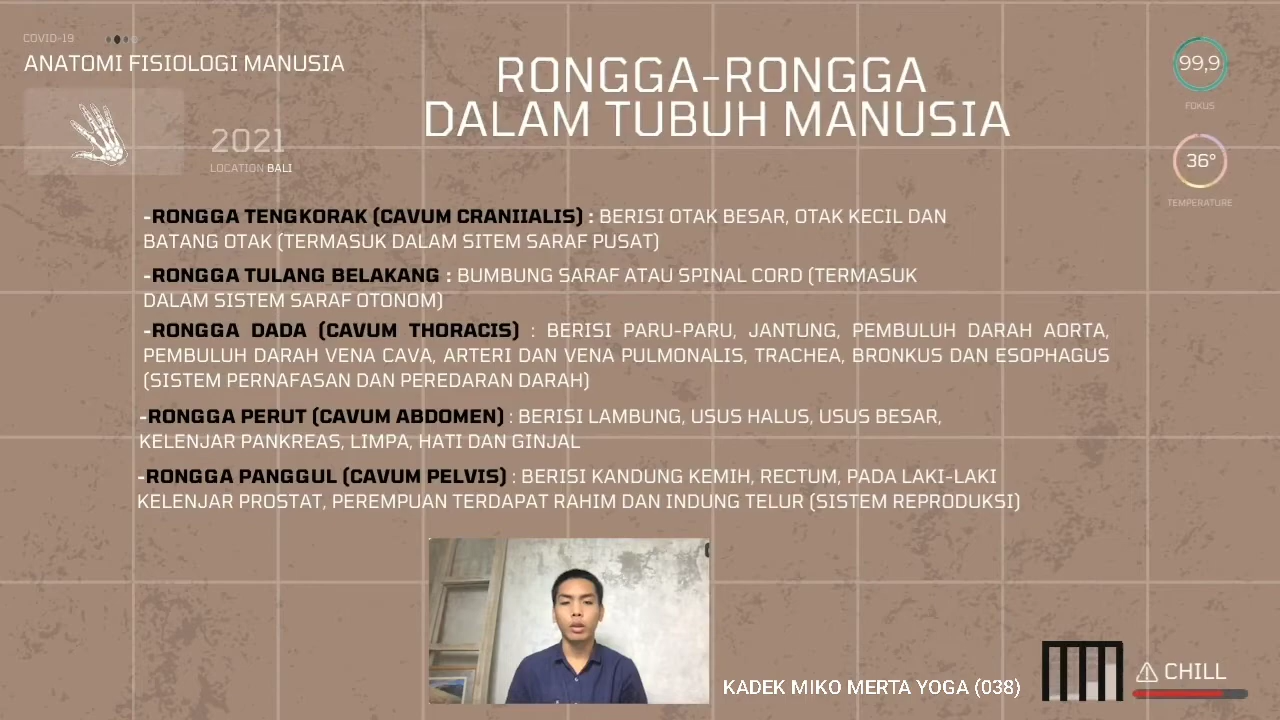 COVID-19
ANATOMI FISIOLOGI MANUSIA
2021
LOCATION BALI
RONGGA-RONGGA
DALAM TUBUH MANUSIA
99,9
FOKUS
36°
TEMPERATURE
-RONGGA TENGKORAK (CAVUM CRANIIALIS) : BERISI OTAK BESAR, OTAK KECIL DAN
BATANG OTAK (TERMASUK DALAM SITEM SARAF PUSAT)
-RONGGA TULANG BELAKANG : BUMBUNG SARAF ATAU SPINAL CORD (TERMASUK
DALAM SISTEM SARAF OTONOM)
-RONGGA DADA (CAVUM THORACIS) : BERISI PARU-PARU, JANTUNG, PEMBULUH DARAH AORTA,
PEMBULUH DARAH VENA CAVA, ARTERI DAN VENA PULMONALIS, TRACHEA, BRONKUS DAN ESOPHAGUS
(SISTEM PERNAFASAN DAN PEREDARAN DARAH)
-RONGGA PERUT (CAVUM ABDOMEN) : BERISI LAMBUNG, USUS HALUS, USUS BESAR,
KELENJAR PANKREAS, LIMPA, HATI DAN GINJAL
-RONGGA PANGGUL (CAVUM PELVIS) : BERISI KANDUNG KEMIH, RECTUM, PADA LAKI-LAKI
KELENJAR PROSTAT, PEREMPUAN TERDAPAT RAHIM DAN INDUNG TELUR (SISTEM REPRODUKSI)
KADEK MIKO MERTA YOGA (038)
CHILL